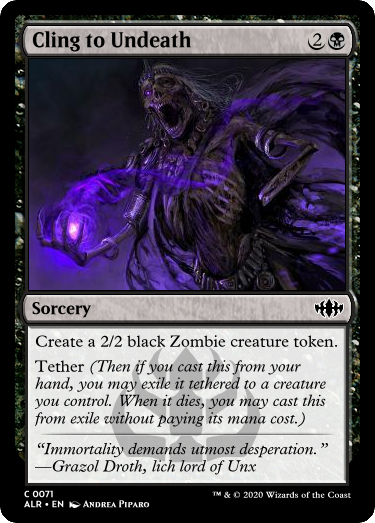 Cling to Undeath 2
Sorcery
Create a 2/2 black Zombie creature token.
Tether (Then if you cast this from your
hand, you may exile it tethered to a creature
you control. When it dies, you may cast this
from exile without paying its mana cost.)
“Immortality demands utmost desperation.”
—Grazol Droth, lich lord of Unx
C 0071
ALR • EN Andrea Piparo
™ & © 2020 Wizards of the Coast